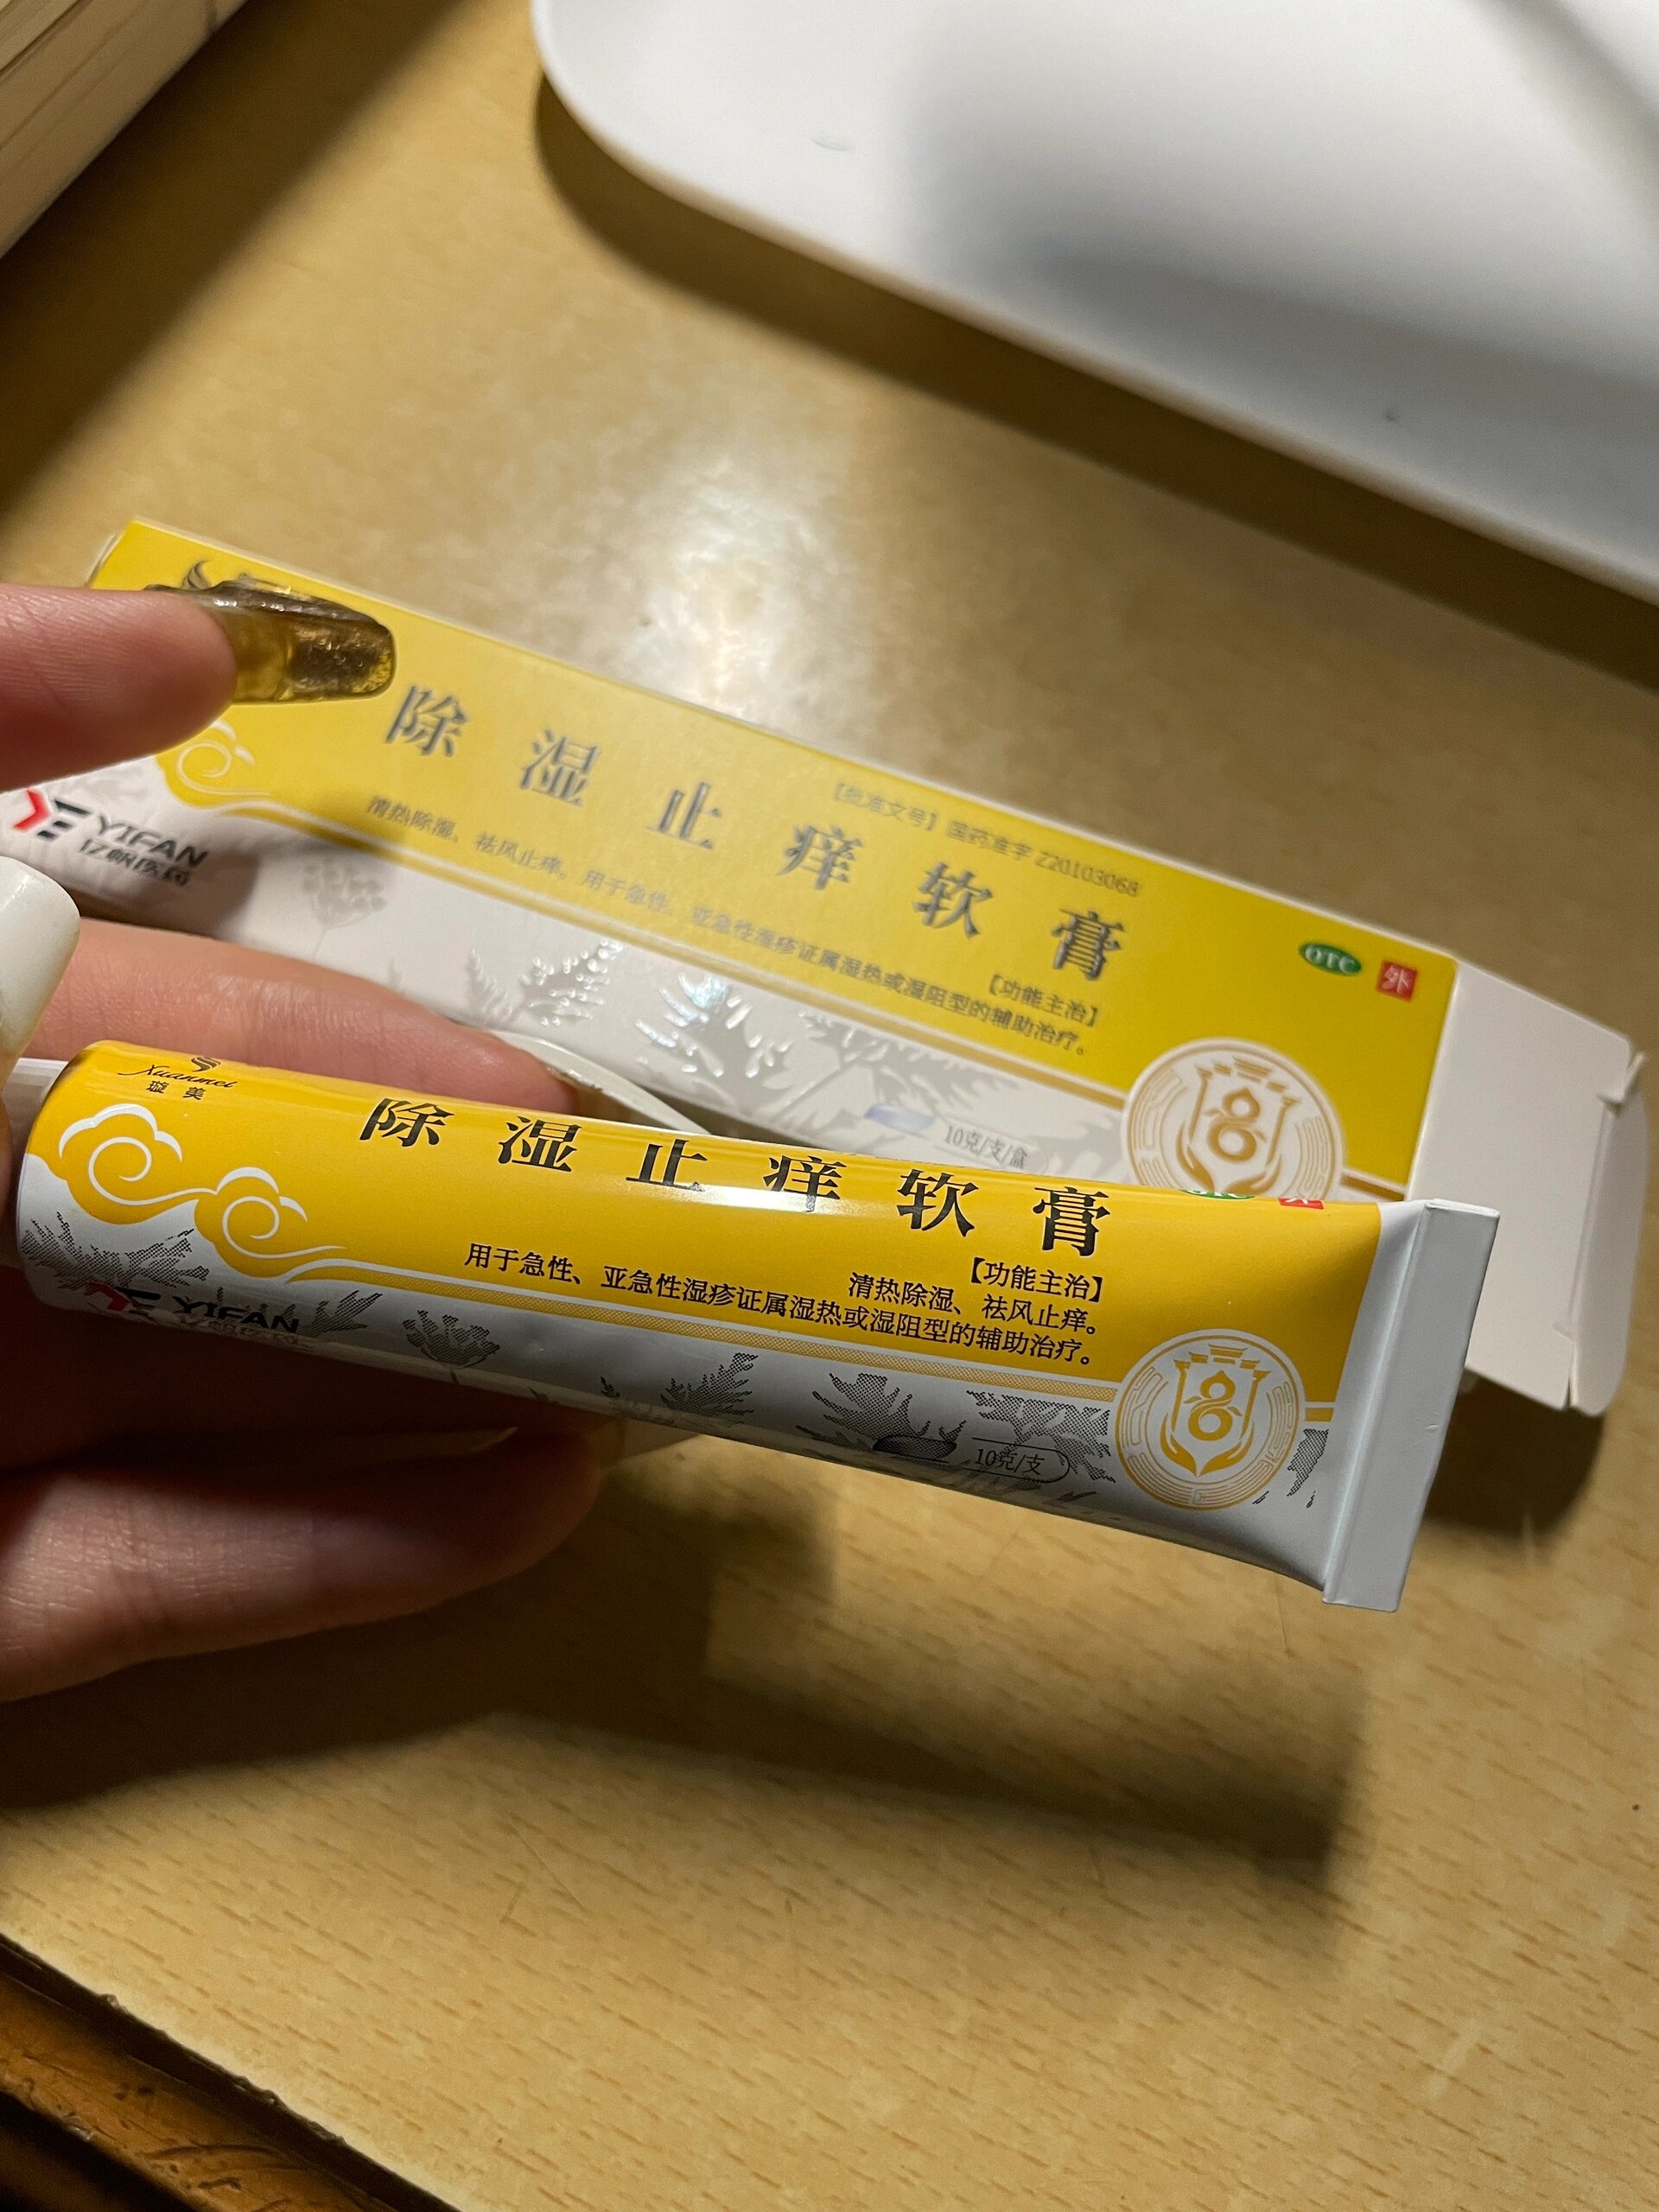 除湿止痒软膏
【批准文号】国药准字 Z20103068
OTC
外
【功能主治】
清热除湿、祛风止痒。用于急性、亚急性湿疹证属湿热或湿阻型的辅助治疗。
YIFAN
亿帆医药
10克/支/盒
Xuanmei
璇美
除湿止痒软膏
【功能主治】
清热除湿、祛风止痒。
用于急性、亚急性湿疹证属湿热或湿阻型的辅助治疗。
YIFAN
亿帆医药
10克/支